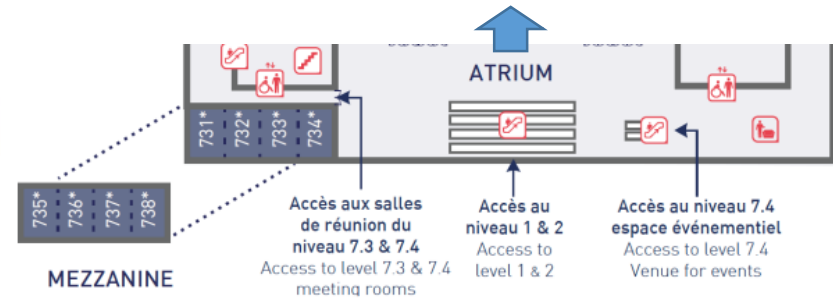 ATRIUM
731*
732*
733*
734*
735*
736*
737*
738*
MEZZANINE
Accès aux salles
de réunion du
niveau 7.3 & 7.4
Access to level 7.3 & 7.4
meeting rooms
Accès au
niveau 1 & 2
Access to
level 1 & 2
Accès au niveau 7.4
espace événementiel
Access to level 7.4
Venue for events